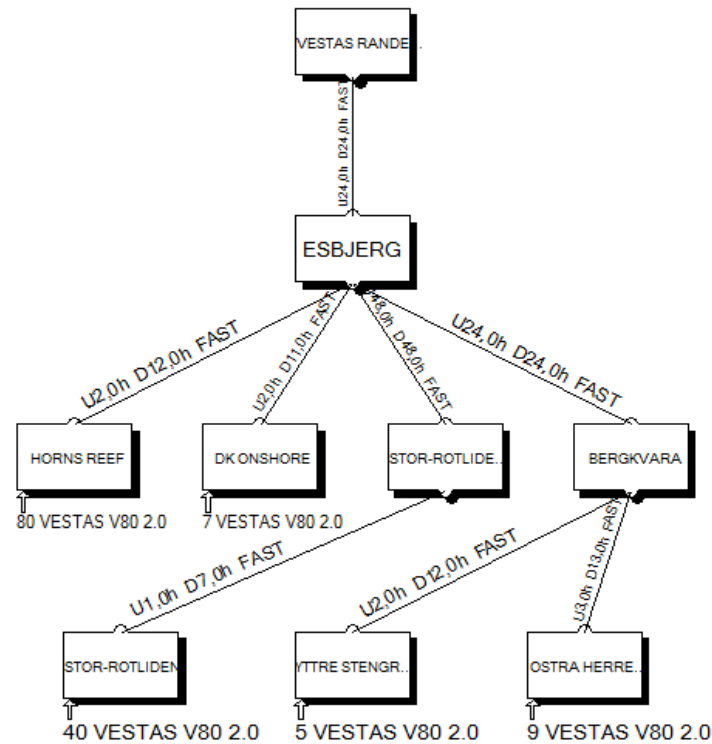 VESTAS RANDE...
U24,0h D24,0h FAST
ESBJERG
U2,0h D12,0h FAST
U2,0h D11,0h FAST
48,0h D48,0h FAST
U24,0h D24,0h FAST
HORNS REEF
DK ONSHORE
STOR-ROTLIDE...
BERGKVARA
80 VESTAS V80 2.0
7 VESTAS V80 2.0
U1,0h D7,0h FAST
U2,0h D12,0h FAST
U3,0h D13,0h FAST
STOR-ROTLIDEN
YTTRE STENGR...
OSTRA HERRE...
40 VESTAS V80 2.0
5 VESTAS V80 2.0
9 VESTAS V80 2.0